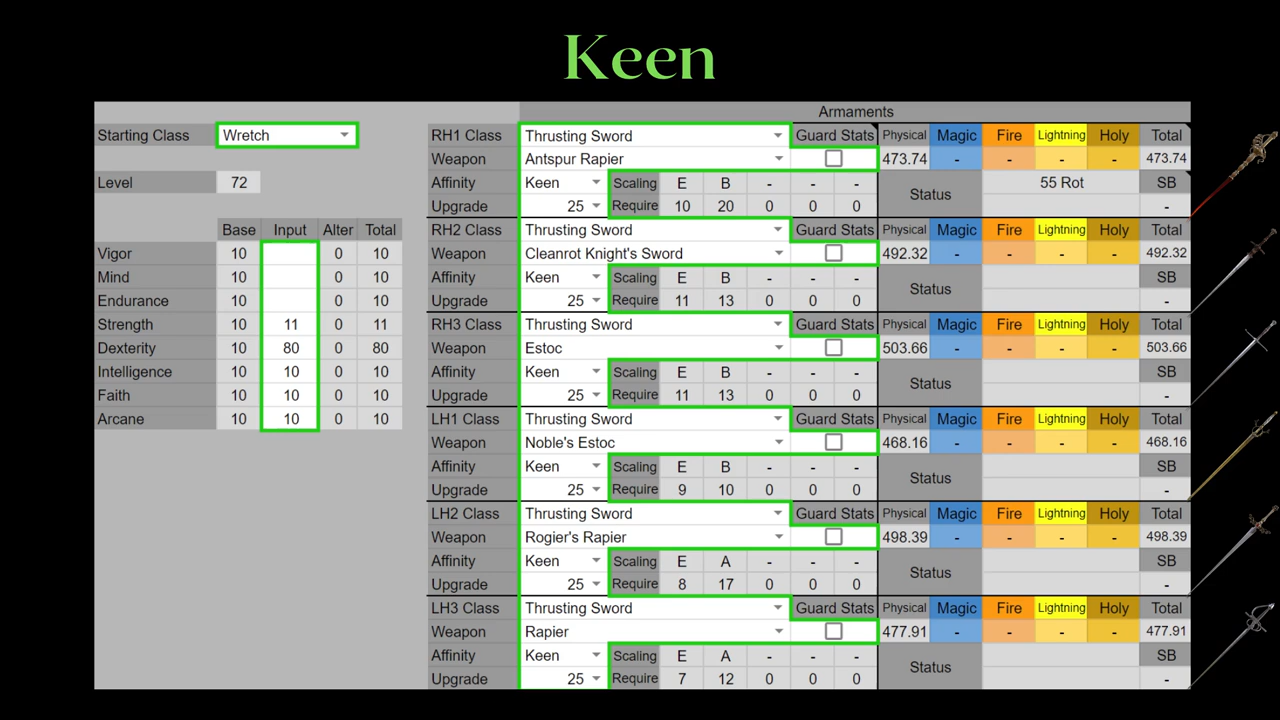 Keen
Armaments
Starting Class Wretch RH1 Class Thrusting Sword Guard Stats Physical Magic Fire Lightning Holy Total
Weapon Antspur Rapier 473.74 - - - - 473.74
Level 72 Affinity Keen Scaling E B - - - Status 55 Rot SB
Upgrade 25 Require 10 20 0 0 0 -
Base Input Alter Total RH2 Class Thrusting Sword Guard Stats Physical Magic Fire Lightning Holy Total
Vigor 10 0 10 Weapon Cleanrot Knight's Sword 492.32 - - - - 492.32
Mind 10 0 10 Affinity Keen Scaling E B - - - Status SB
Endurance 10 0 10 Upgrade 25 Require 11 13 0 0 0 -
Strength 10 11 0 11 RH3 Class Thrusting Sword Guard Stats Physical Magic Fire Lightning Holy Total
Dexterity 10 80 0 80 Weapon Estoc 503.66 - - - - 503.66
Intelligence 10 10 0 10 Affinity Keen Scaling E B - - - Status SB
Faith 10 10 0 10 Upgrade 25 Require 11 13 0 0 0 -
Arcane 10 10 0 10 LH1 Class Thrusting Sword Guard Stats Physical Magic Fire Lightning Holy Total
Weapon Noble's Estoc 468.16 - - - - 468.16
Affinity Keen Scaling E B - - - Status SB
Upgrade 25 Require 9 10 0 0 0 -
LH2 Class Thrusting Sword Guard Stats Physical Magic Fire Lightning Holy Total
Weapon Rogier's Rapier 498.39 - - - - 498.39
Affinity Keen Scaling E A - - - Status SB
Upgrade 25 Require 8 17 0 0 0 -
LH3 Class Thrusting Sword Guard Stats Physical Magic Fire Lightning Holy Total
Weapon Rapier 477.91 - - - - 477.91
Affinity Keen Scaling E A - - - Status SB
Upgrade 25 Require 7 12 0 0 0 -